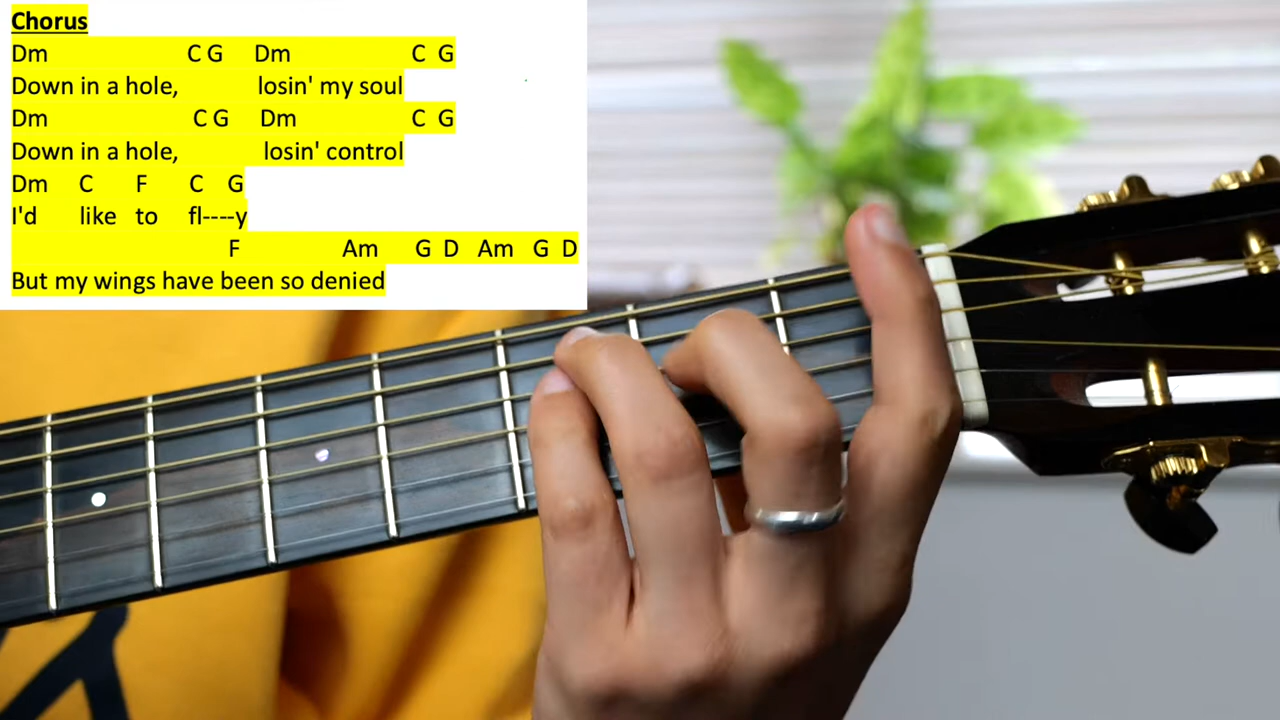 Chorus
Dm C G Dm C G
Down in a hole, losin' my soul
Dm C G Dm C G
Down in a hole, losin' control
Dm C F C G
I'd like to fl----y
F Am G D Am G D
But my wings have been so denied